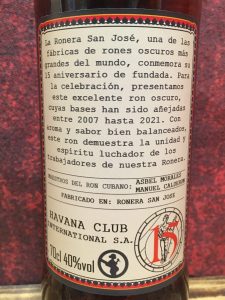 La Ronera San José, una de las
fábricas de rones oscuros más
grandes del mundo, conmemora su
15 aniversario de fundada. Para
la celebración, presentamos
este excelente ron oscuro,
cuyas bases han sido añejadas
entre 2007 hasta 2021. Con
aroma y sabor bien balanceados,
este ron demuestra la unidad y
espíritu luchador de los
trabajadores de nuestra Ronera.
MAESTROS DEL RON CUBANO: ASBEL MORALES
MANUEL CALDERÓN
FABRICADO EN: RONERA SAN JOSÉ
HAVANA CLUB
INTERNATIONAL S.A.
70cl 40%vol
15